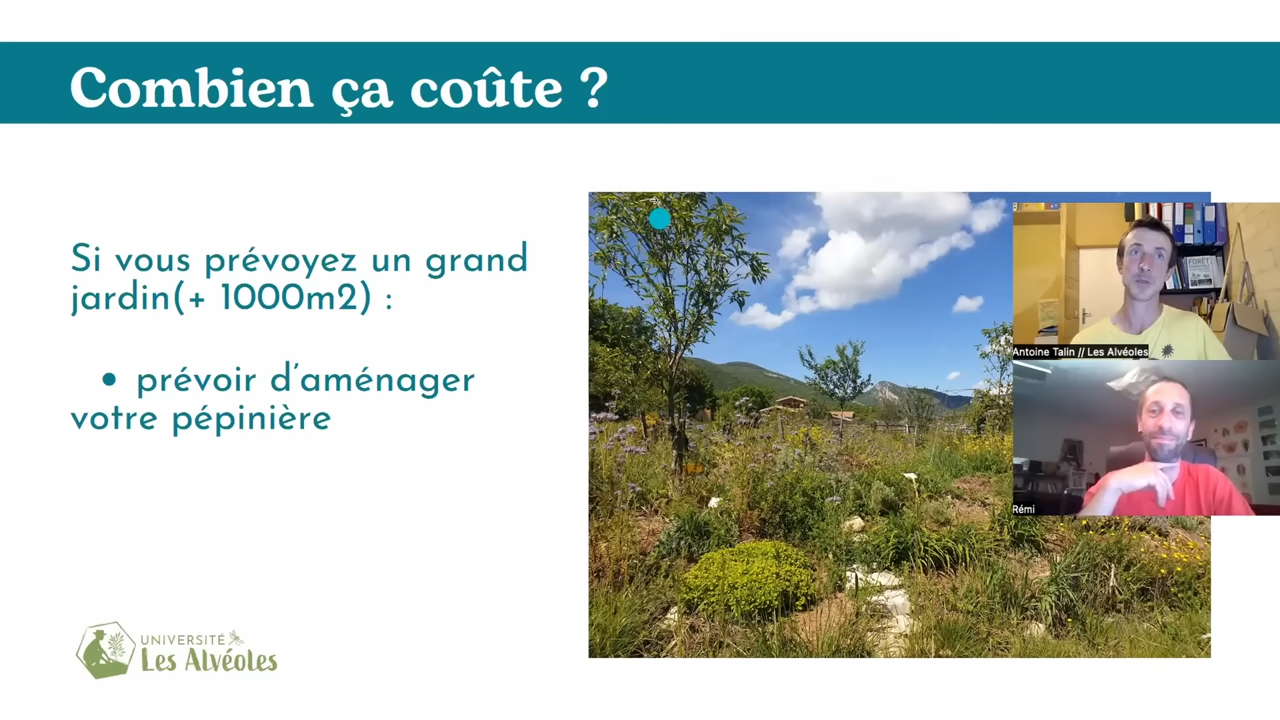 Combien ça coûte ?
Si vous prévoyez un grand
jardin(+ 1000m2) :
• prévoir d'aménager
votre pépinière
FORÊT
Antoine Talin // Les Alvéoles
Rémi
UNIVERSITÉ
Les Alvéoles